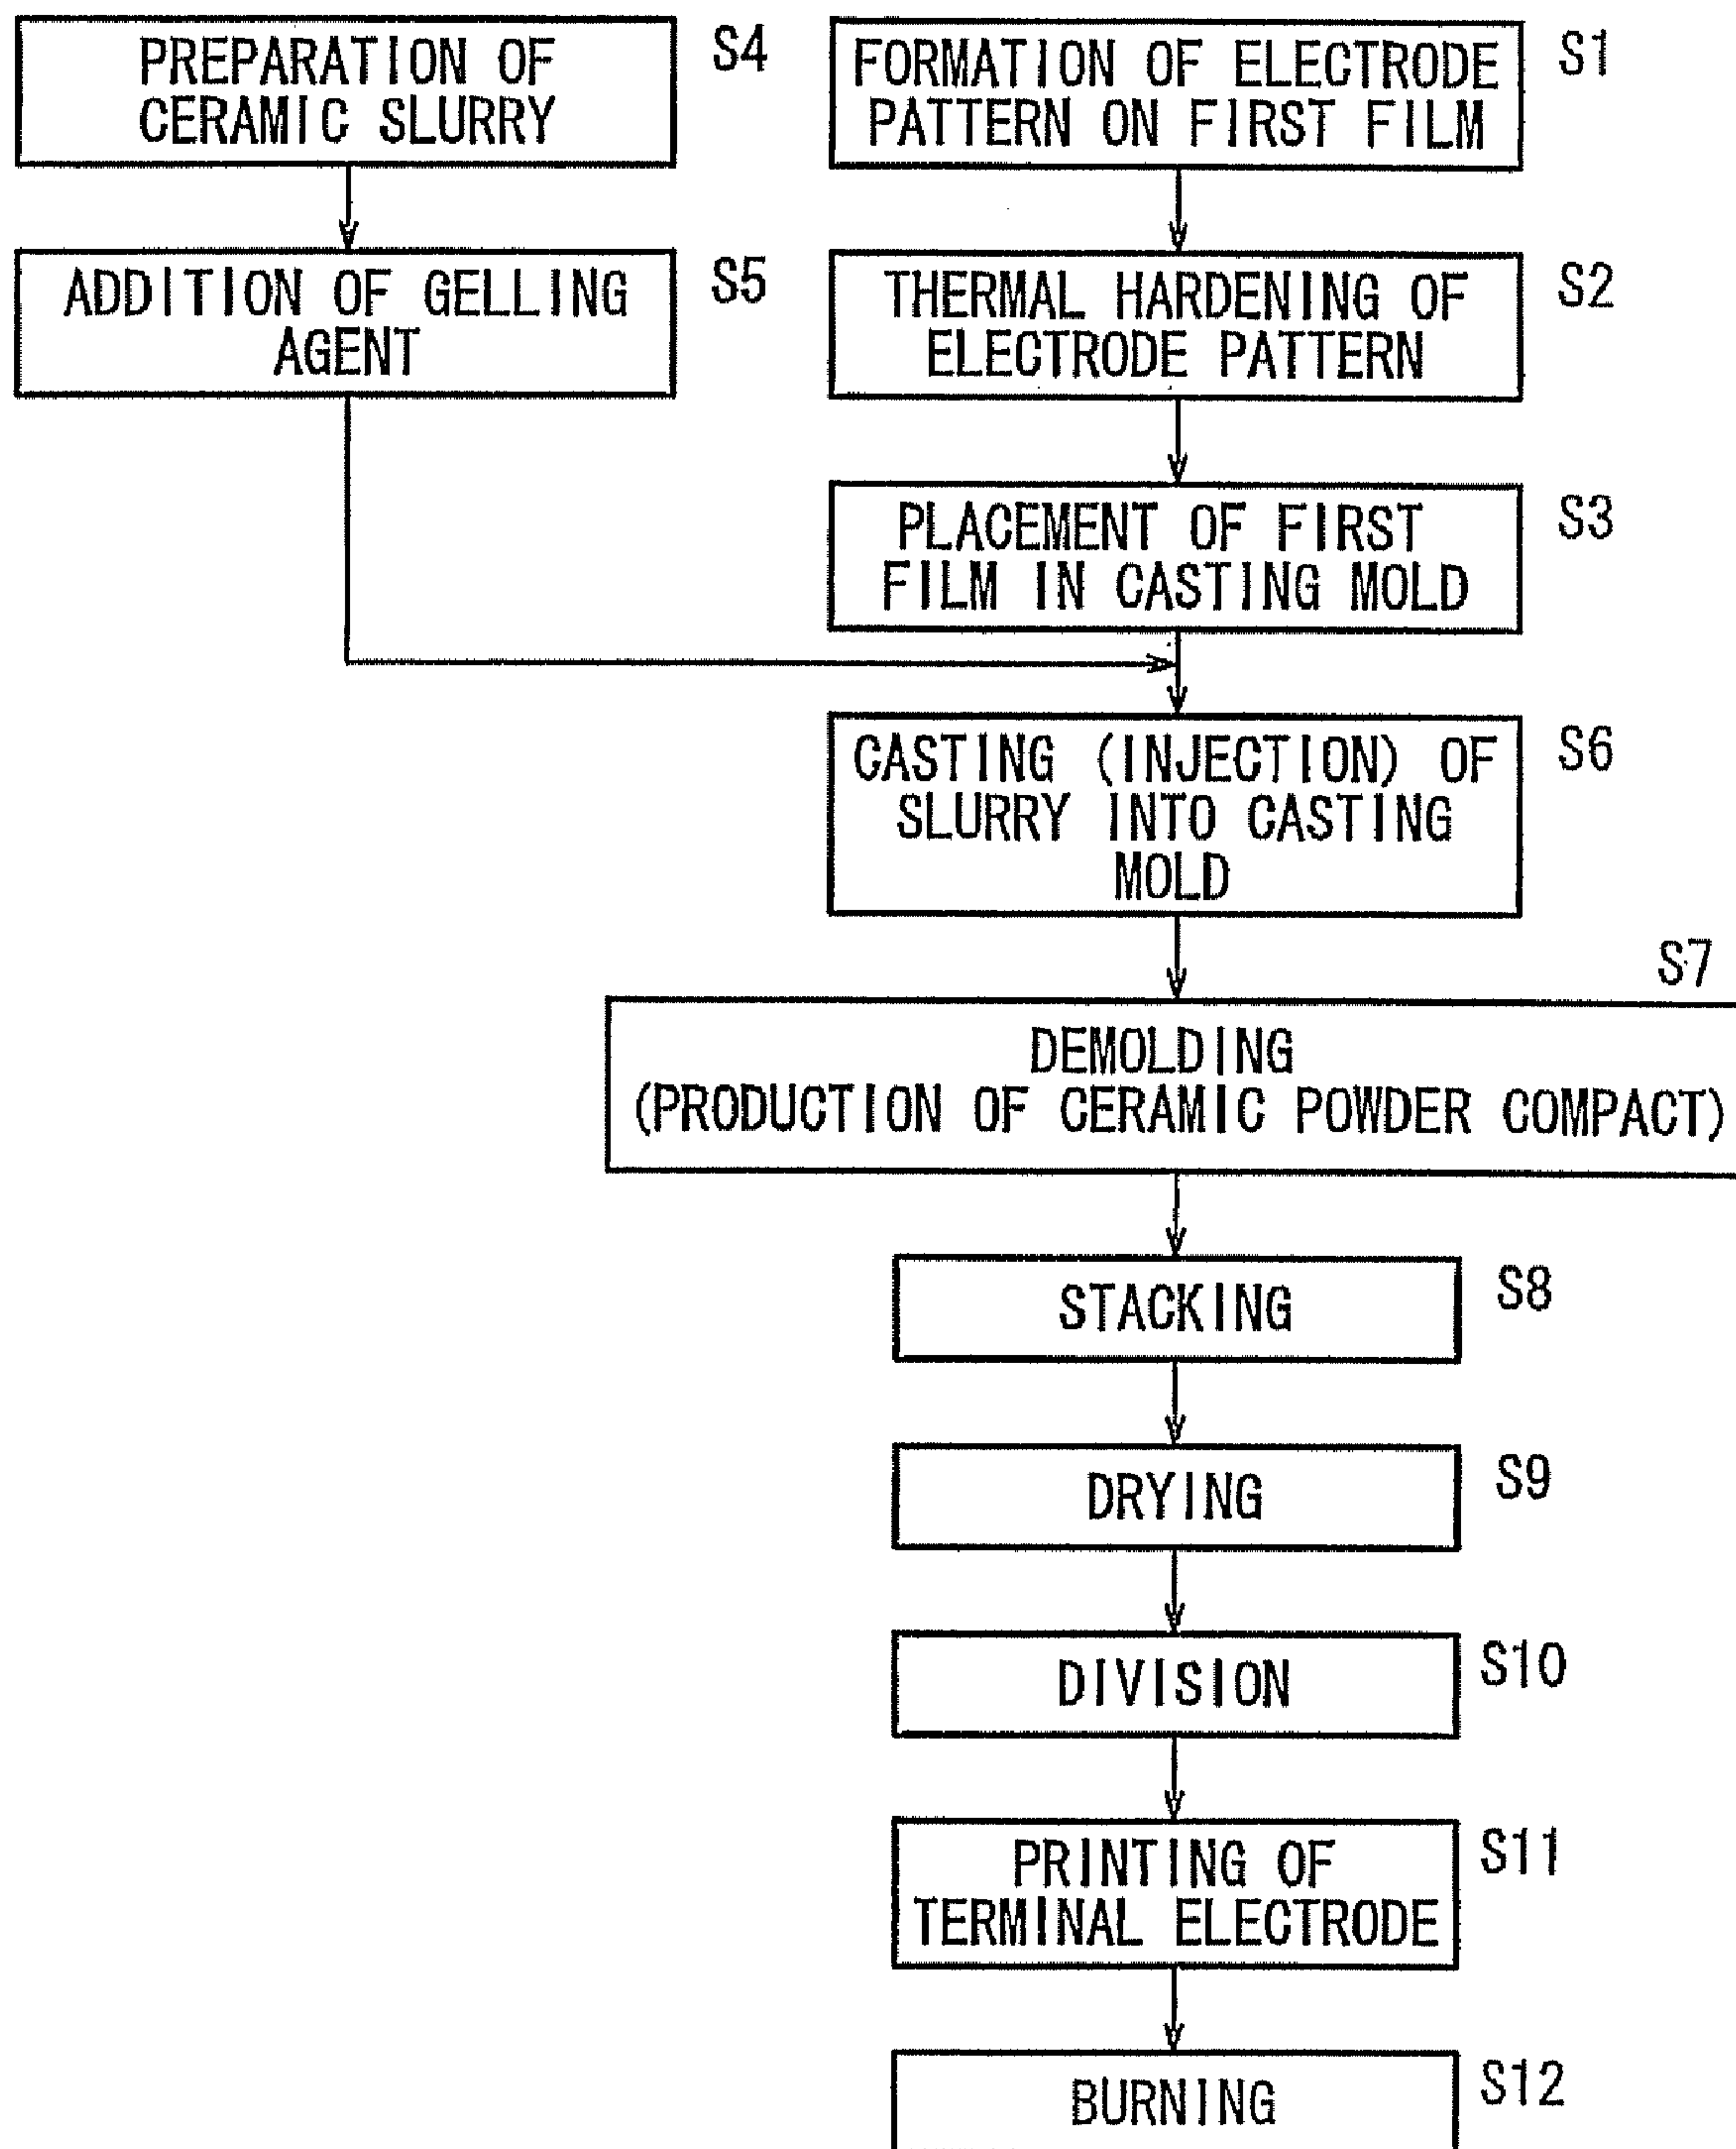 PREPARATION OF
CERAMIC SLURRY
S4
FORMATION OF ELECTRODE
PATTERN ON FIRST FILM
S1
ADDITION OF GELLING
AGENT
S5
THERMAL HARDENING OF
ELECTRODE PATTERN
S2
PLACEMENT OF FIRST
FILM IN CASTING MOLD
S3
CASTING (INJECTION) OF
SLURRY INTO CASTING
MOLD
S6
S7
DEMOLDING
(PRODUCTION OF CERAMIC POWDER COMPACT)
STACKING
S8
DRYING
S9
DIVISION
S10
PRINTING OF
TERMINAL ELECTRODE
S11
BURNING
S12